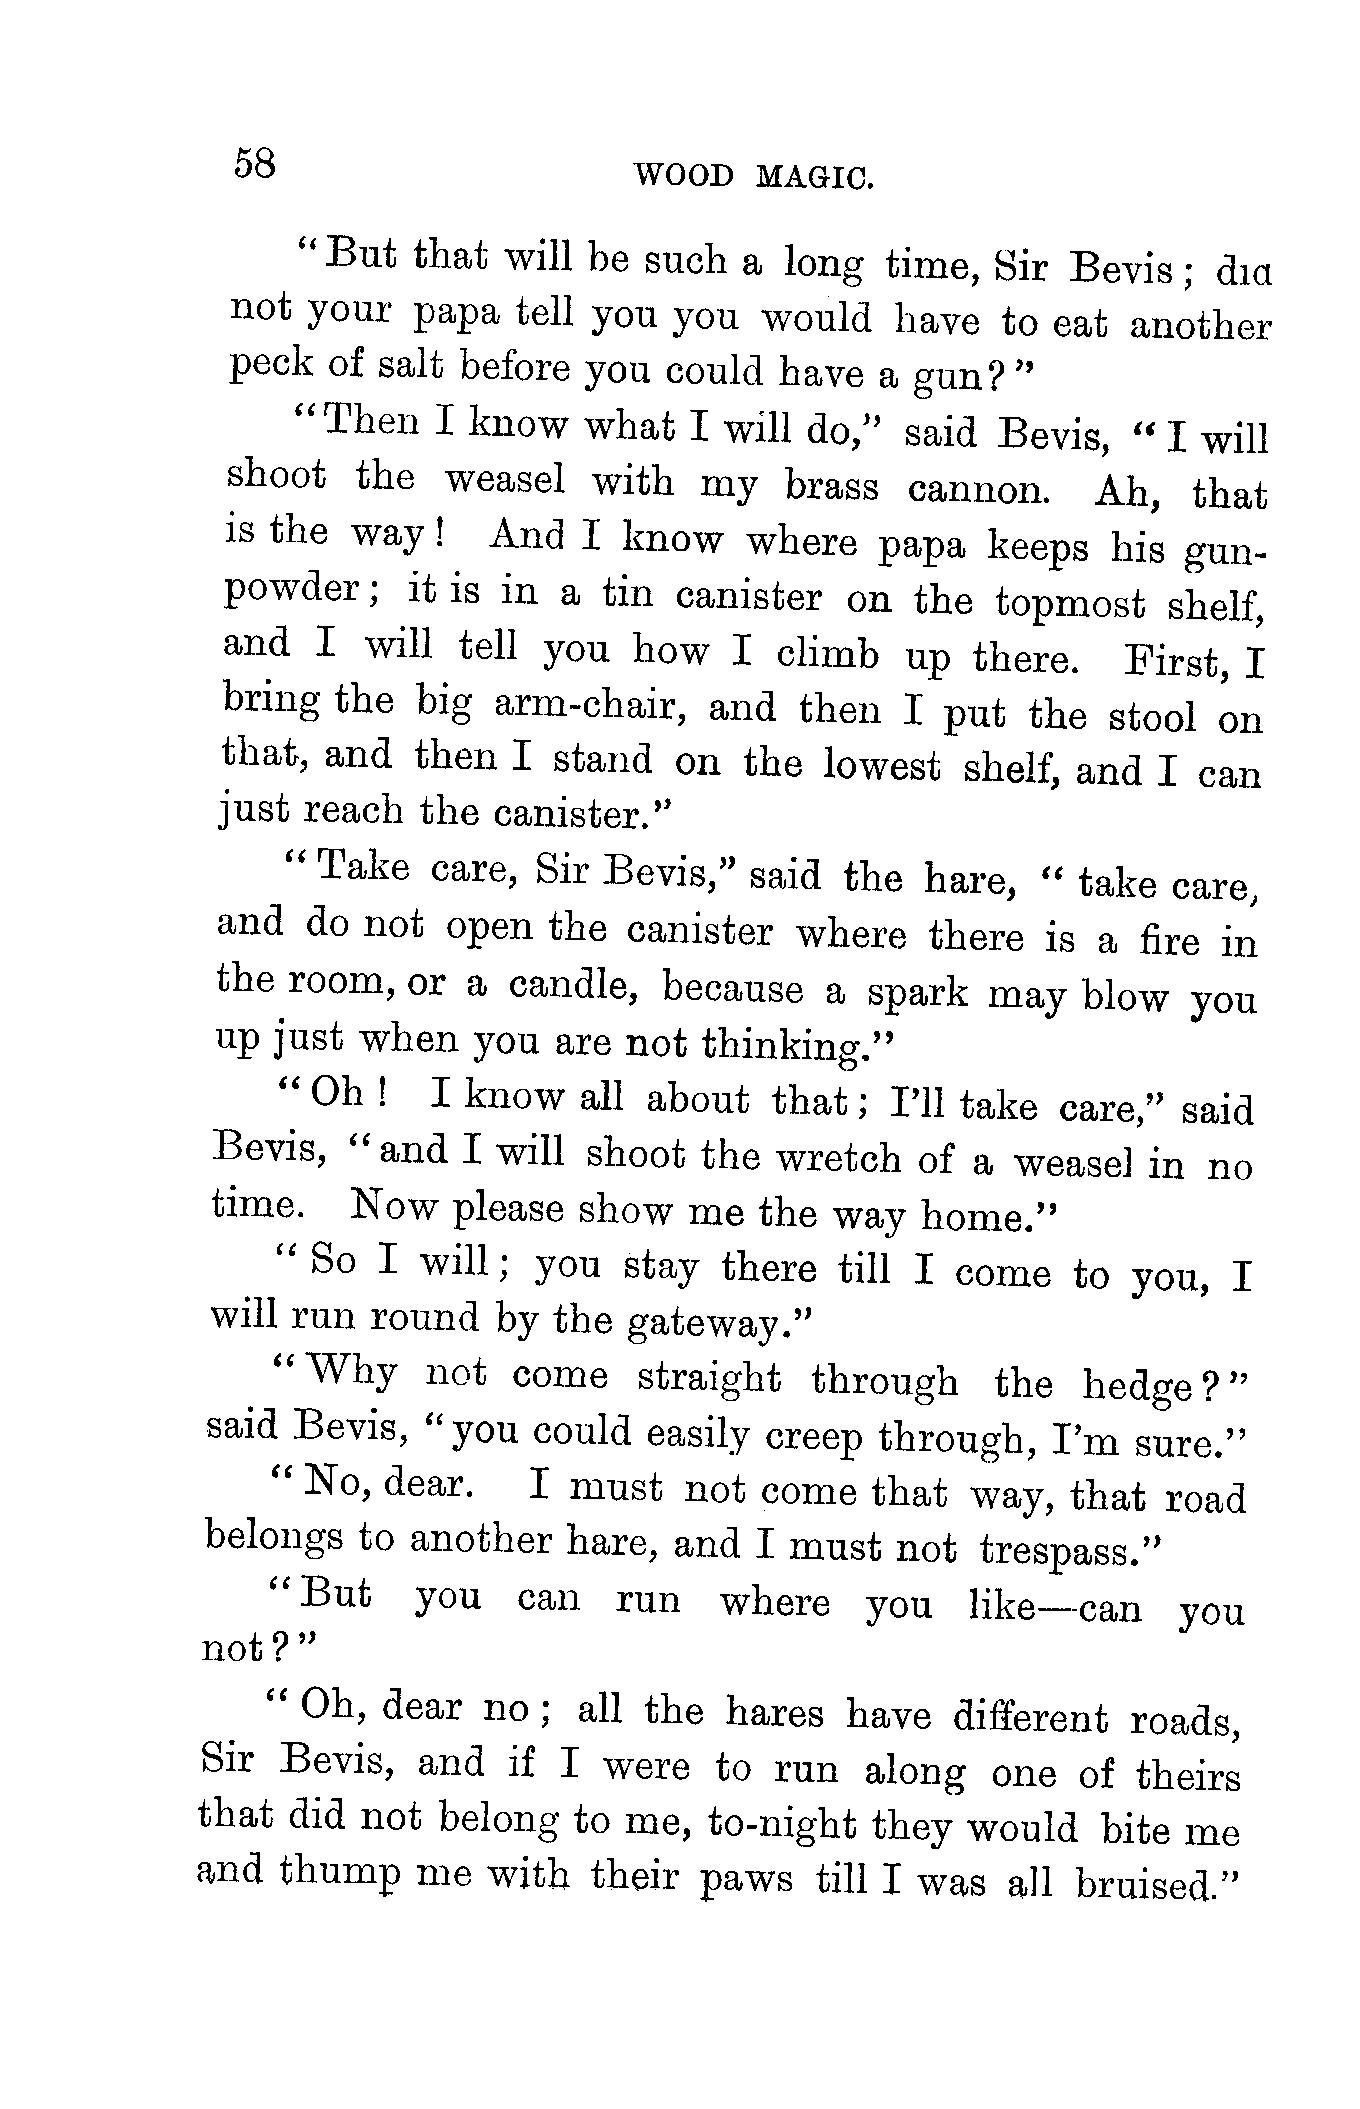 58
WOOD MAGIC.
“But that will be such a long time, Sir Bevis; did
not your papa tell you you would have to eat another
peck of salt before you could have a gun?”
“Then I know what I will do,” said Bevis, “I will
shoot the weasel with my brass cannon. Ah, that
is the way! And I know where papa keeps his gun-
powder; it is in a tin canister on the topmost shelf,
and I will tell you how I climb up there. First, I
bring the big arm-chair, and then I put the stool on
that, and then I stand on the lowest shelf, and I can
just reach the canister.”
“Take care, Sir Bevis,” said the hare, “take care,
and do not open the canister where there is a fire in
the room, or a candle, because a spark may blow you
up just when you are not thinking.”
“Oh! I know all about that; I'll take care,” said
Bevis, “and I will shoot the wretch of a weasel in no
time. Now please show me the way home.”
“So I will; you stay there till I come to you, I
will run round by the gateway.”
“Why not come straight through the hedge?”
said Bevis, “you could easily creep through, I'm sure.”
“No, dear. I must not come that way, that road
belongs to another hare, and I must not trespass.”
“But you can run where you like—can you
not?”
“Oh, dear no; all the hares have different roads,
Sir Bevis, and if I were to run along one of theirs
that did not belong to me, to-night they would bite me
and thump me with their paws till I was all bruised.”